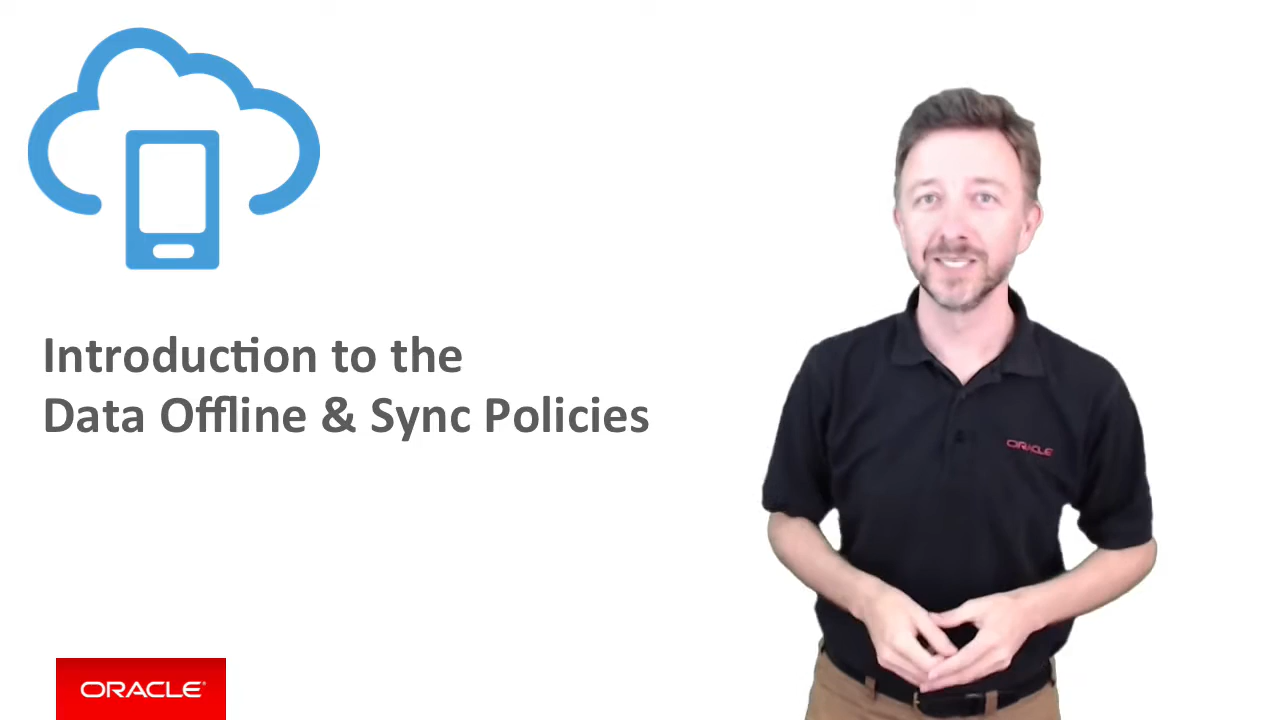 Introduction to the
Data Offline & Sync Policies
ORACLE
ORACLE®